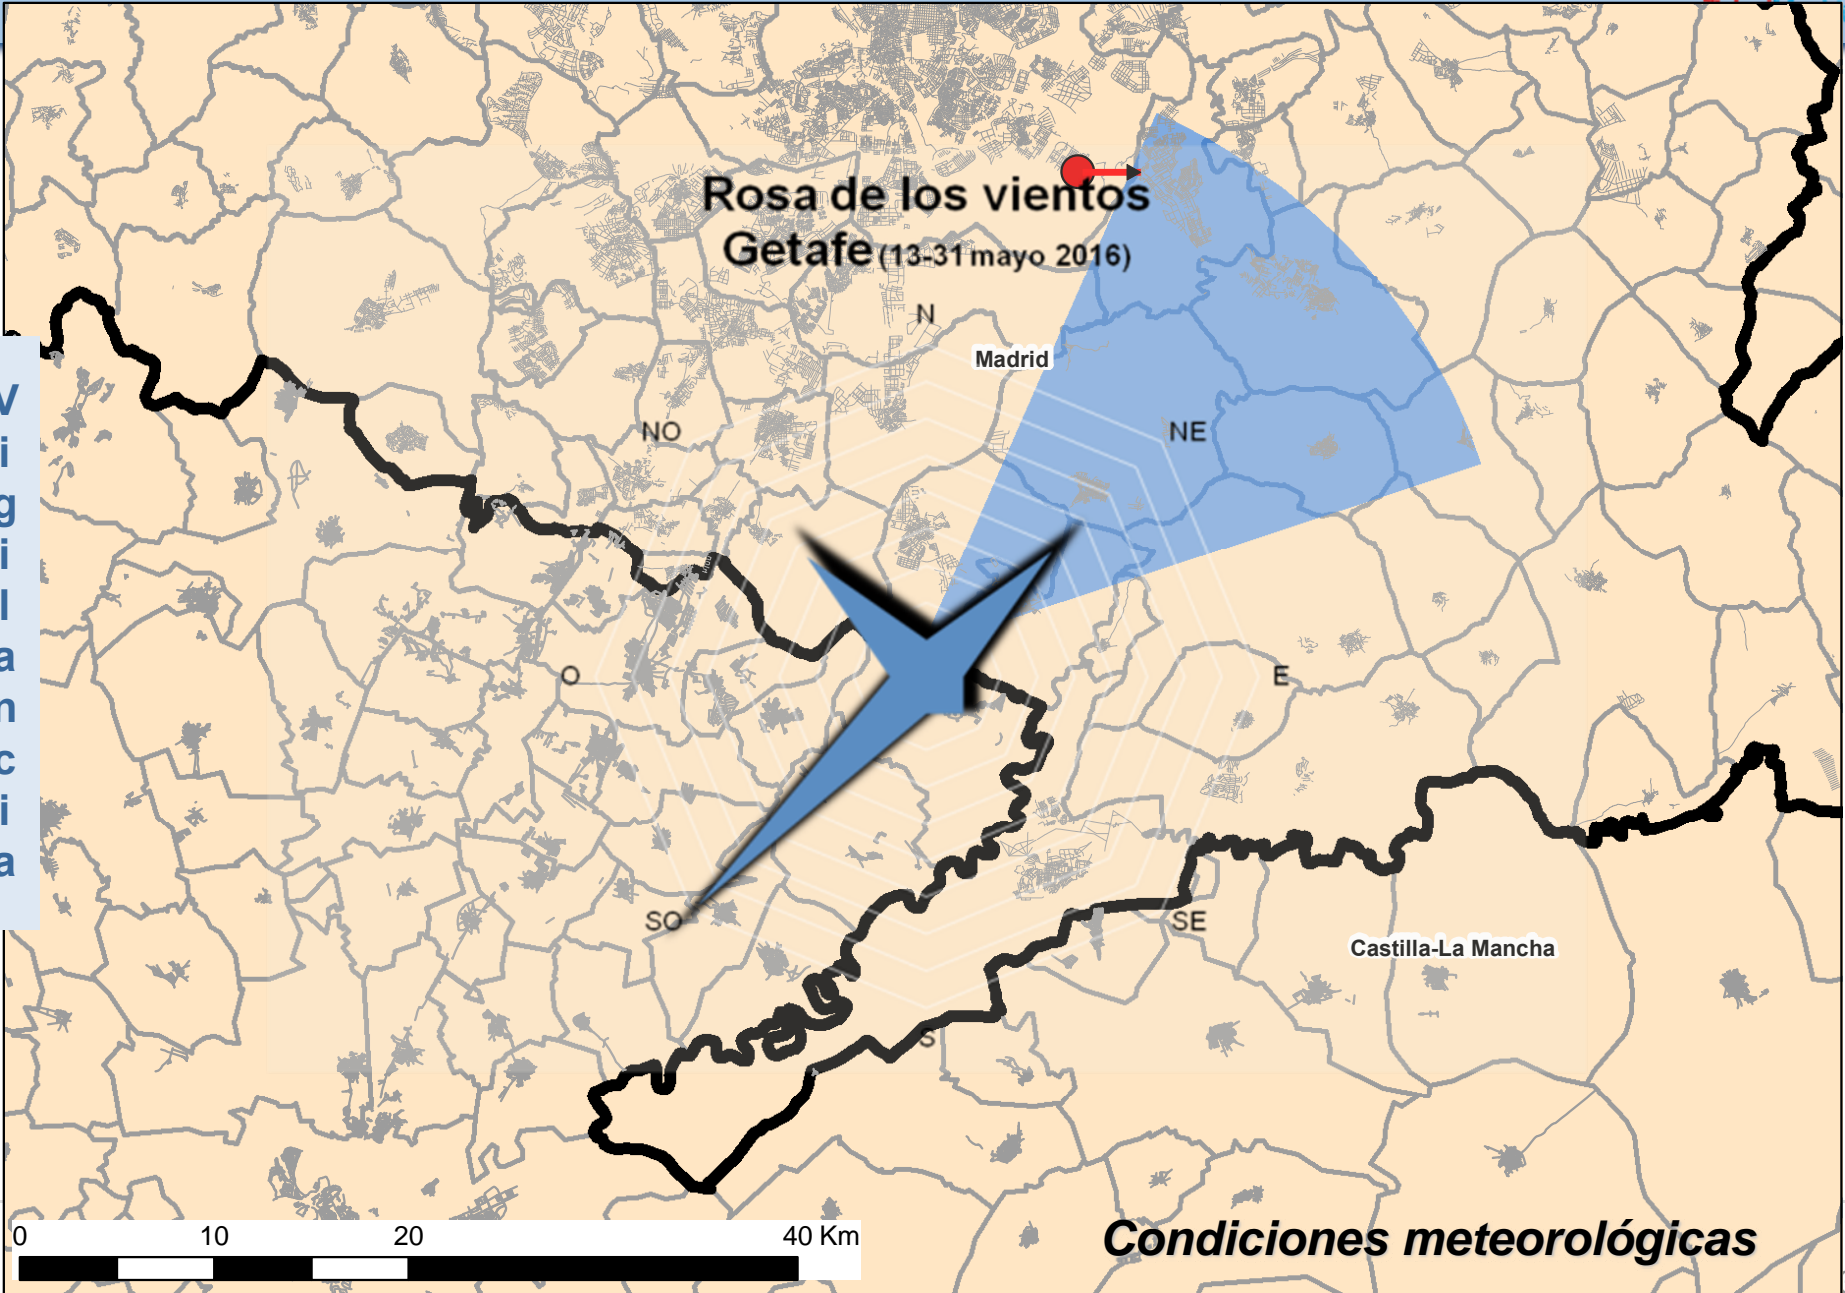 Rosa de los vientos
Getafe (13-31 mayo 2016)
N
Madrid
NO
NE
Vigilancia
O
E
SO
SE
Castilla-La Mancha
S
0 10 20 40 Km
Condiciones meteorológicas